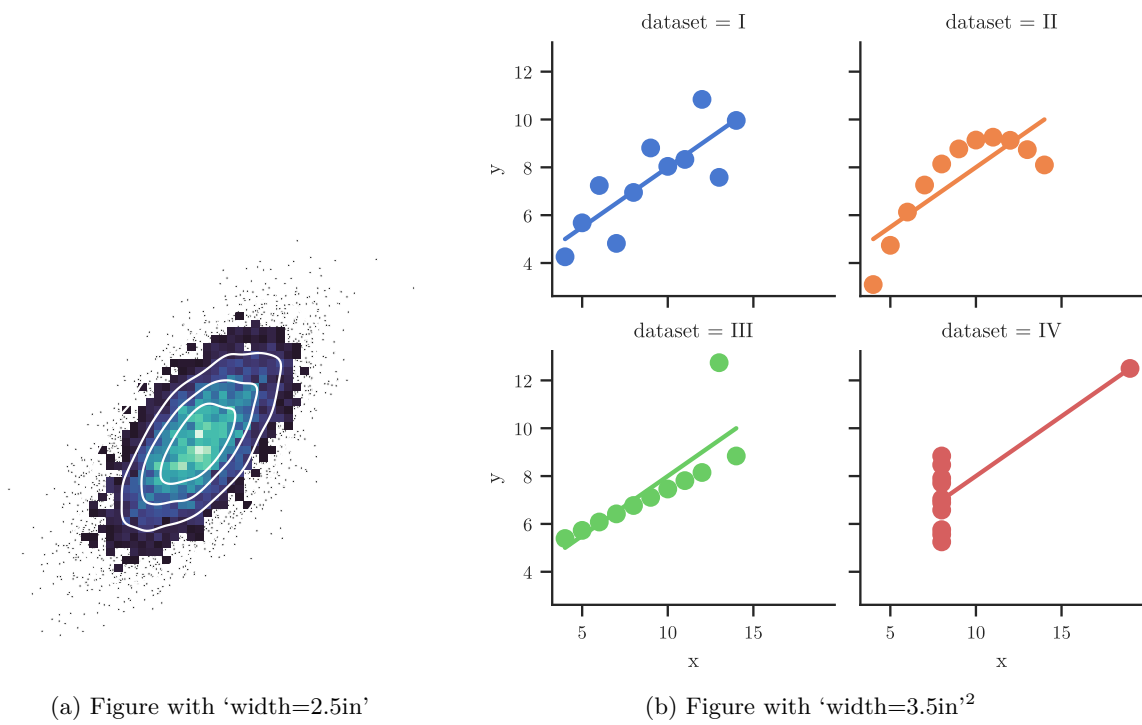 dataset = I
dataset = II
12
10
8
6
4
y
dataset = III
dataset = IV
12
10
8
6
4
y
5
10
15
5
10
15
x
x
(a) Figure with ‘width=2.5in’
(b) Figure with ‘width=3.5in’²